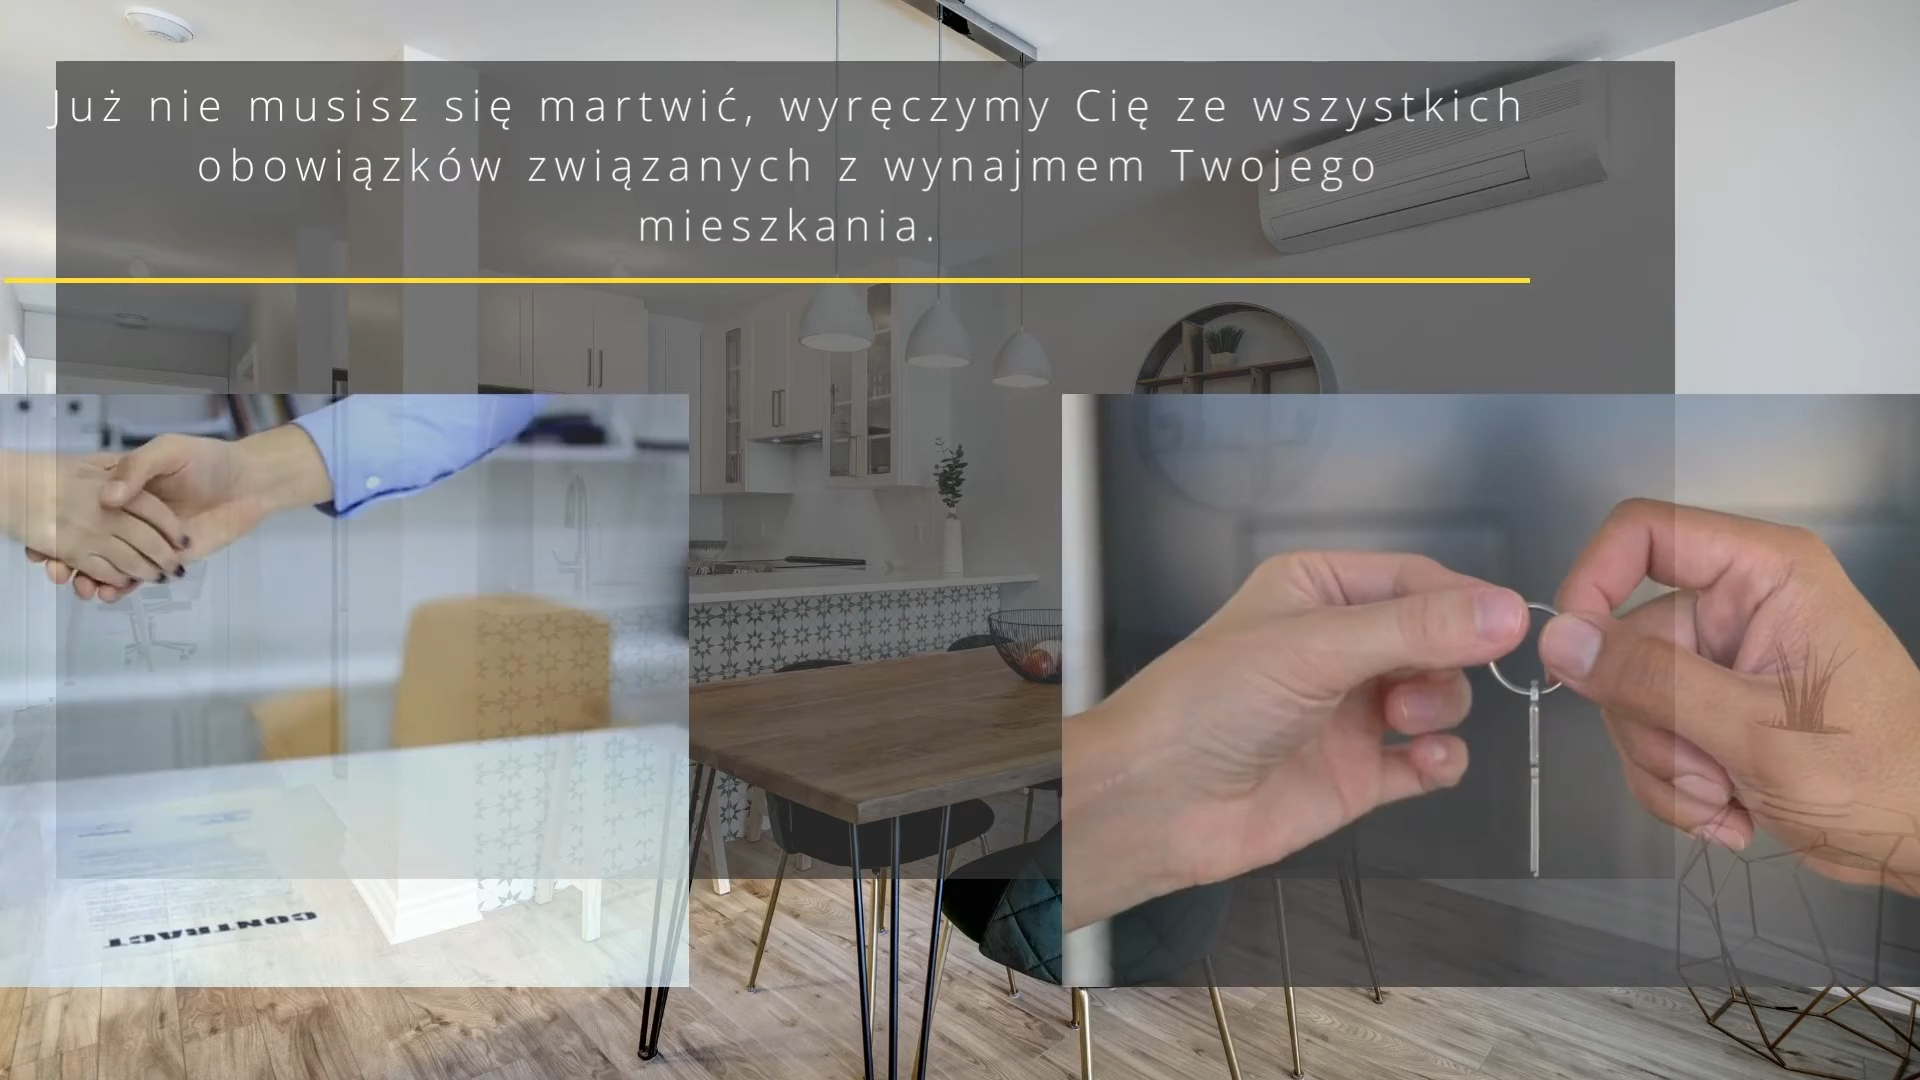 Już nie musisz się martwić, wyręczymy Cię ze wszystkich
obowiązków związanych z wynajmem Twojego
mieszkania.
CONTRACT